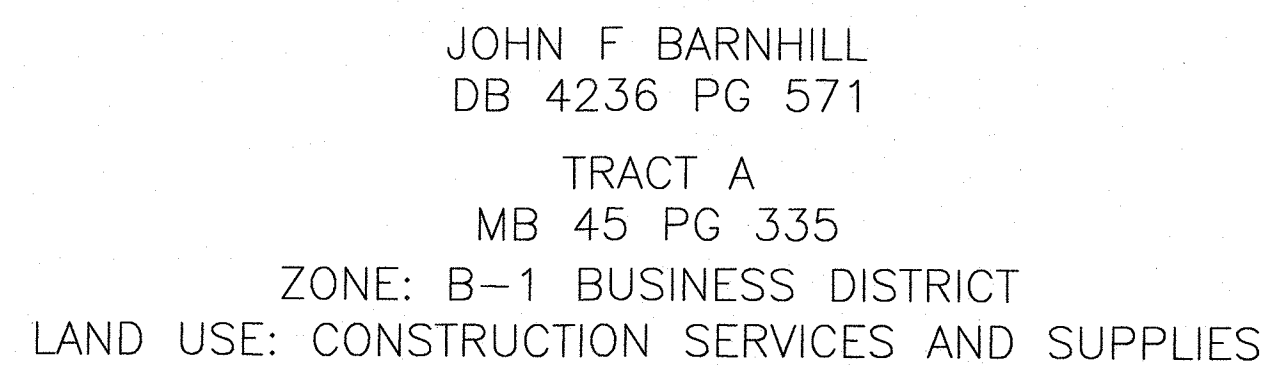 JOHN F BARNHILL
DB 4236 PG 571
TRACT A
MB 45 PG 335
ZONE: B-1 BUSINESS DISTRICT
LAND USE: CONSTRUCTION SERVICES AND SUPPLIES